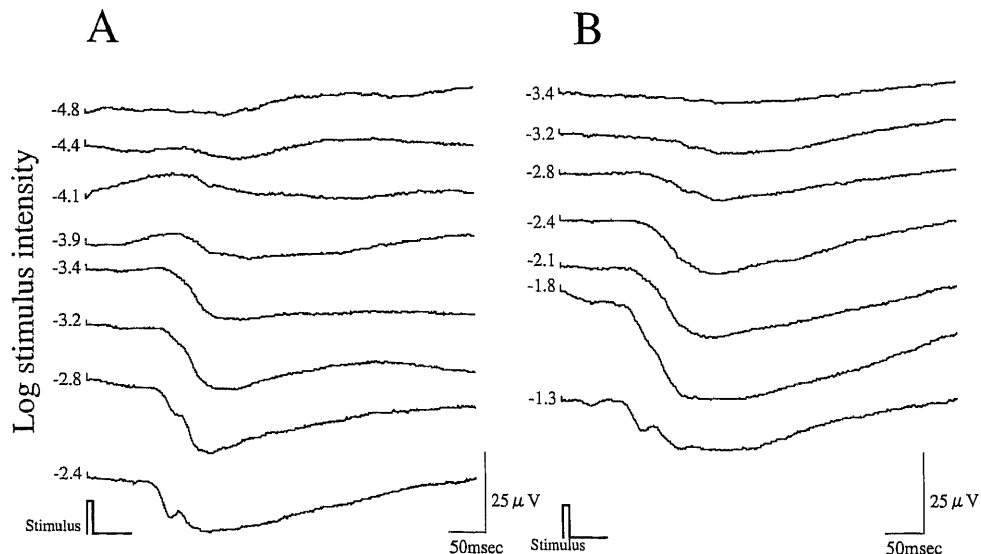 A
B
Log stimulus intensity
-4.8
-4.4
-4.1
-3.9
-3.4
-3.2
-2.8
-2.4
Stimulus
25 μV
50msec
-3.4
-3.2
-2.8
-2.4
-2.1
-1.8
-1.3
Stimulus
25 μV
50msec